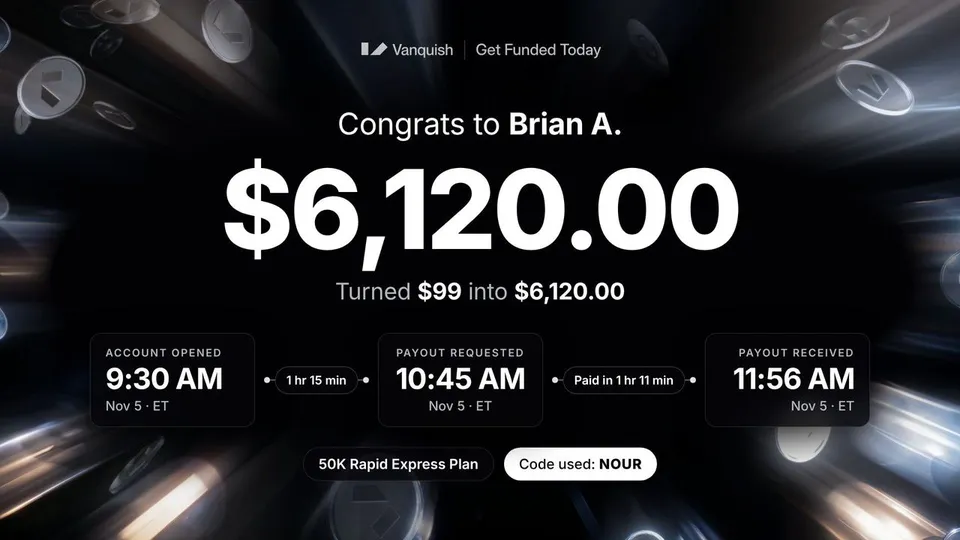 Vanquish | Get Funded Today
Congrats to Brian A.
$6,120.00
Turned $99 into $6,120.00
ACCOUNT OPENED
9:30 AM
Nov 5 · ET
1 hr 15 min
PAYOUT REQUESTED
10:45 AM
Nov 5 · ET
Paid in 1 hr 11 min
PAYOUT RECEIVED
11:56 AM
Nov 5 · ET
50K Rapid Express Plan
Code used: NOUR